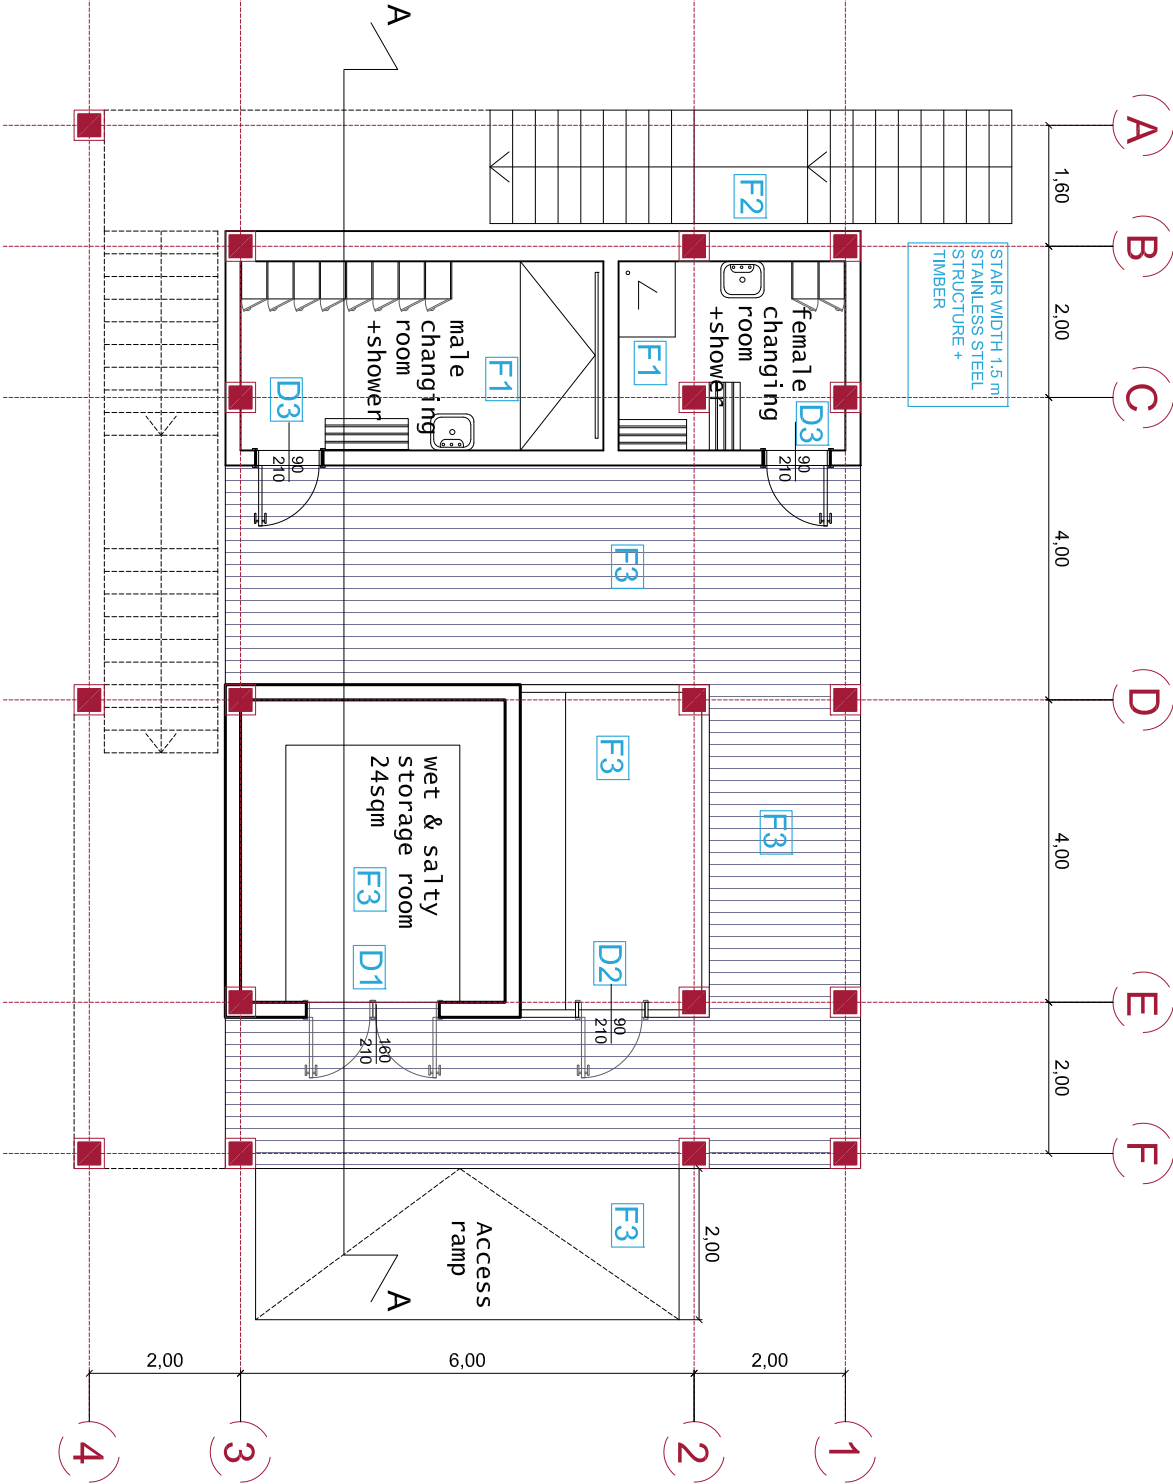 A
A
B
C
D
E
F
1,60
2,00
4,00
4,00
2,00
STAIR WIDTH 1.5 m
STAINLESS STEEL
STRUCTURE +
TIMBER
F2
female
changing
room
+shower
F1
D3
90
210
male
changing
room
+shower
F1
D3
90
210
F3
F3
F3
D2
90
210
wet & salty
storage room
24sqm
F3
D1
160
210
F3
2,00
Access
ramp
A
2,00
6,00
2,00
4
3
2
1